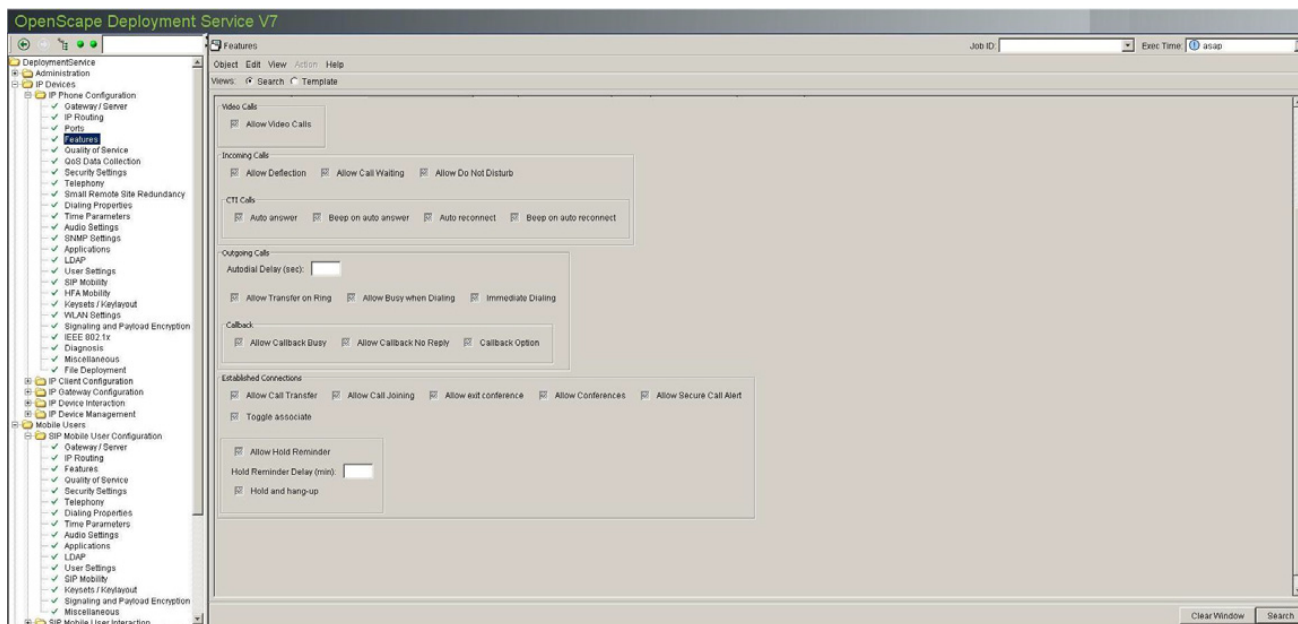 OpenScape Deployment Service V7
DeploymentService
Administration
IP Devices
IP Phone Configuration
Gateway / Server
IP Routing
Ports
Features
Quality of Service
QoS Data Collection
Security Settings
Telephony
Small Remote Site Redundancy
Dialing Properties
Time Parameters
Audio Settings
SNMP Settings
Applications
LDAP
User Settings
SIP Mobility
HFA Mobility
Keysets / Keylayout
WLAN Settings
Signaling and Payload Encryption
IEEE 802.1x
Diagnosis
Miscellaneous
File Deployment
IP Client Configuration
IP Gateway Configuration
IP Device Interaction
IP Device Management
Mobile Users
SIP Mobile User Configuration
Gateway / Server
IP Routing
Features
Quality of Service
Security Settings
Telephony
Dialing Properties
Time Parameters
Audio Settings
Applications
LDAP
User Settings
SIP Mobility
Keysets / Keylayout
Signaling and Payload Encryption
Miscellaneous
SIP Mobile User Interaction
Features Job ID: Exec Time: asap
Object Edit View Action Help
Views: Search Template
Video Calls
Allow Video Calls
Incoming Calls
Allow Deflection Allow Call Waiting Allow Do Not Disturb
CTI Calls
Auto answer Beep on auto answer Auto reconnect Beep on auto reconnect
Outgoing Calls
Autodial Delay (sec):
Allow Transfer on Ring Allow Busy when Dialing Immediate Dialing
Callback
Allow Callback Busy Allow Callback No Reply Callback Option
Established Connections
Allow Call Transfer Allow Call Joining Allow exit conference Allow Conferences Allow Secure Call Alert
Toggle associate
Allow Hold Reminder
Hold Reminder Delay (min):
Hold and hang-up
Clear Window Search